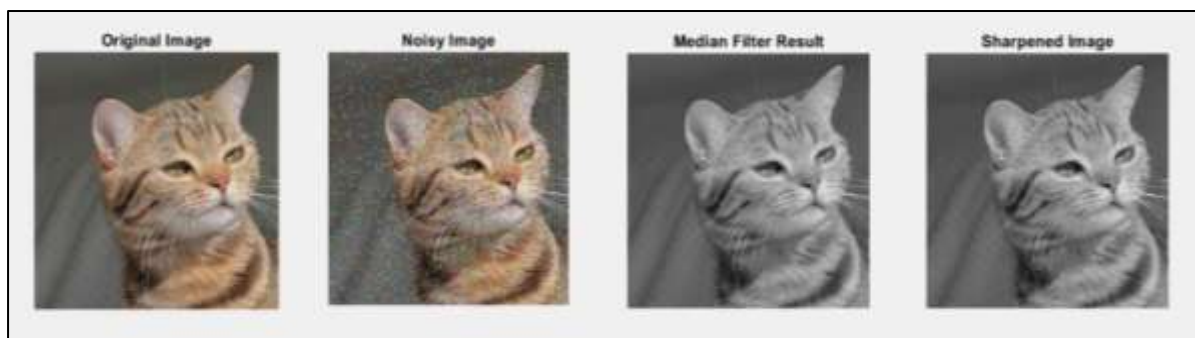 Original Image
Noisy Image
Median Filter Result
Sharpened Image